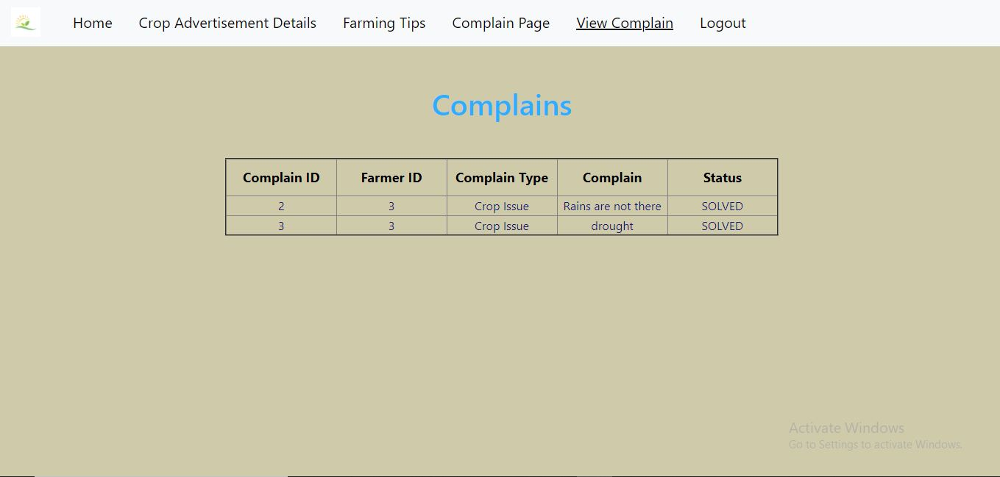 Home Crop Advertisement Details Farming Tips Complain Page View Complain Logout
Complains
Complain ID Farmer ID Complain Type Complain Status
2 3 Crop Issue Rains are not there SOLVED
3 3 Crop Issue drought SOLVED
Activate Windows
Go to Settings to activate Windows.